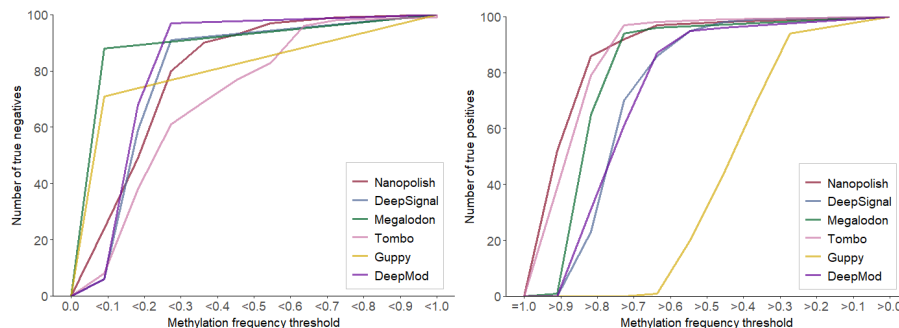 Number of true negatives
100
80
60
40
20
0
0.0 <0.1 <0.2 <0.3 <0.4 <0.5 <0.6 <0.7 <0.8 <0.9 <1.0
Methylation frequency threshold
Nanopolish
DeepSignal
Megalodon
Tombo
Guppy
DeepMod
Number of true positives
100
80
60
40
20
0
=1.0 >0.9 >0.8 >0.7 >0.6 >0.5 >0.4 >0.3 >0.2 >0.1 >0.0
Methylation frequency threshold
Nanopolish
DeepSignal
Megalodon
Tombo
Guppy
DeepMod